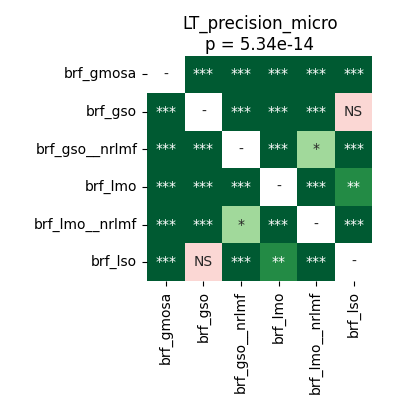 LT_precision_micro
p = 5.34e-14
brf_gmosa - *** *** *** *** ***
brf_gso *** - *** *** *** NS
brf_gso__nrlmf *** *** - *** * ***
brf_lmo *** *** *** - *** **
brf_lmo__nrlmf *** *** * *** - ***
brf_lso *** NS *** ** *** -
brf_gmosa
brf_gso
brf_gso__nrlmf
brf_lmo
brf_lmo__nrlmf
brf_lso